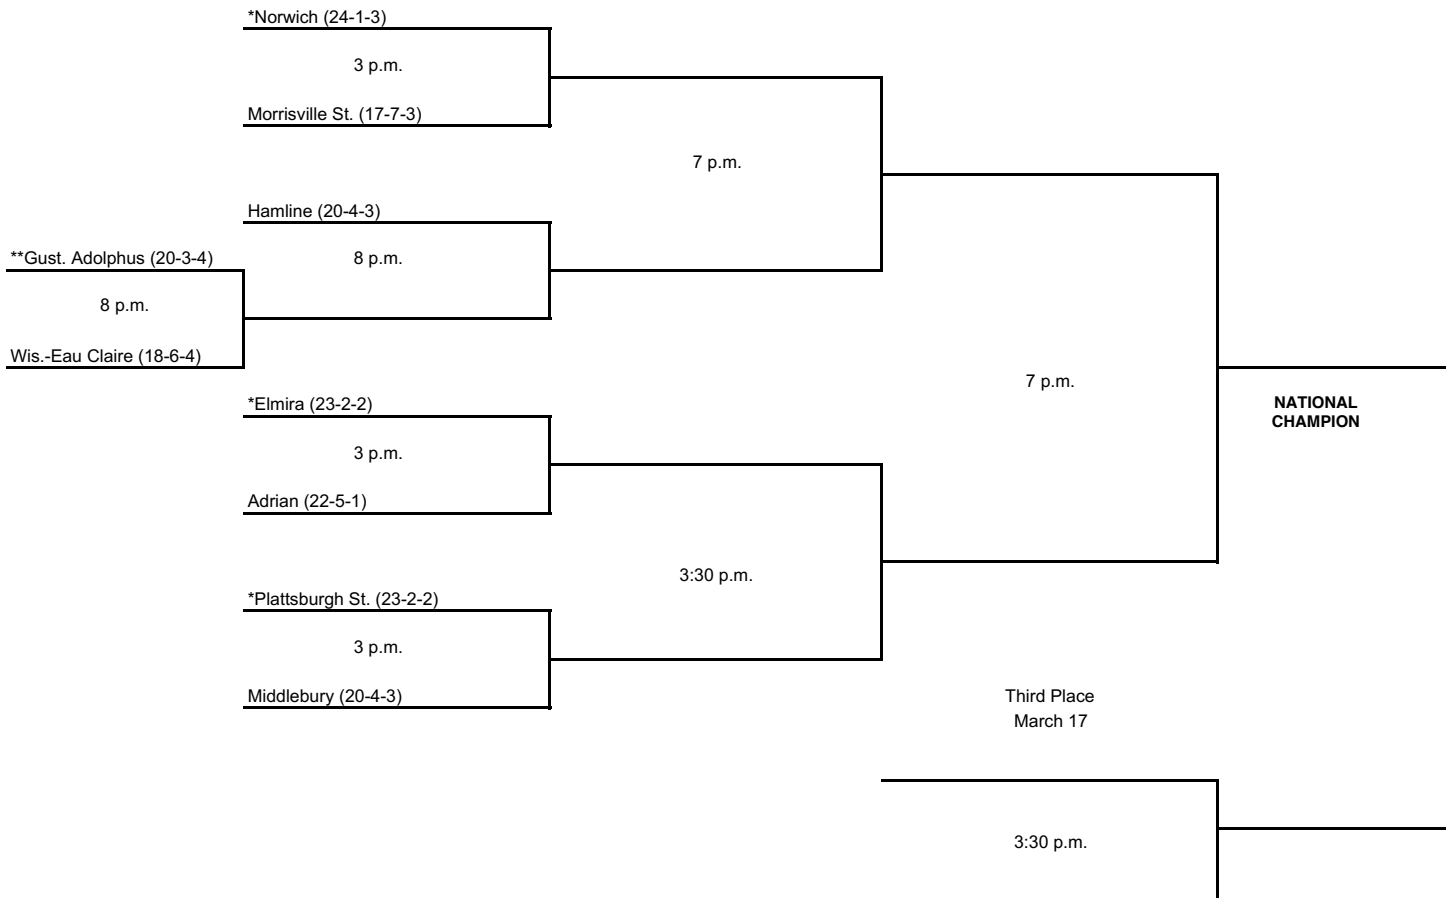 *Norwich (24-1-3)
3 p.m.
Morrisville St. (17-7-3)
7 p.m.
Hamline (20-4-3)
**Gust. Adolphus (20-3-4)
8 p.m.
8 p.m.
Wis.-Eau Claire (18-6-4)
7 p.m.
*Elmira (23-2-2)
NATIONAL
CHAMPION
3 p.m.
Adrian (22-5-1)
3:30 p.m.
*Plattsburgh St. (23-2-2)
3 p.m.
Middlebury (20-4-3)
Third Place
March 17
3:30 p.m.